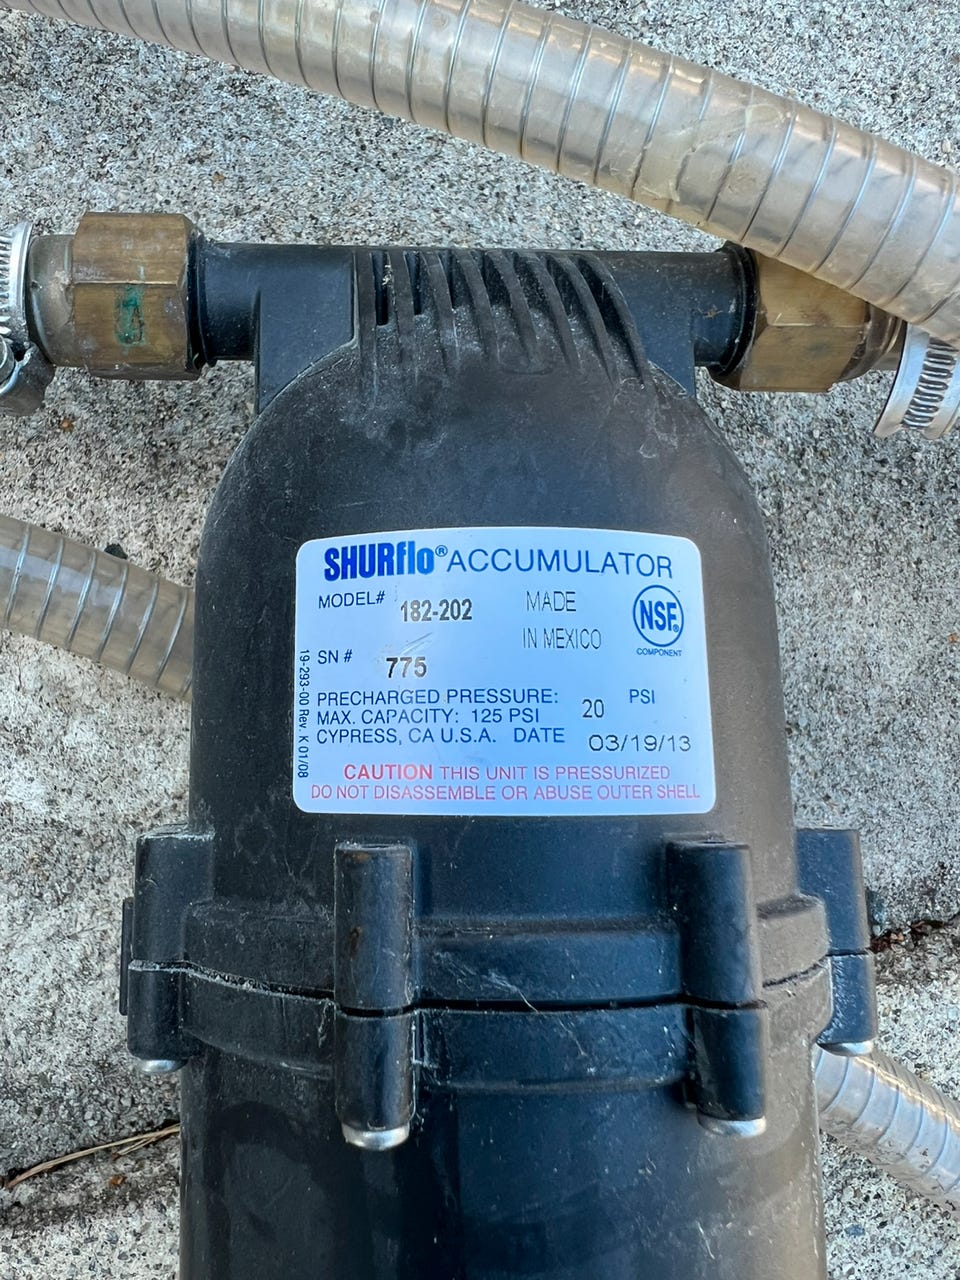 SHURflo® ACCUMULATOR
MODEL# 182-202 MADE
IN MEXICO
NSF®
COMPONENT
SN # 775
PRECHARGED PRESSURE: 20 PSI
MAX. CAPACITY: 125 PSI
CYPRESS, CA U.S.A. DATE 03/19/13
CAUTION THIS UNIT IS PRESSURIZED
DO NOT DISASSEMBLE OR ABUSE OUTER SHELL
19-293-00 Rev. K 01/08